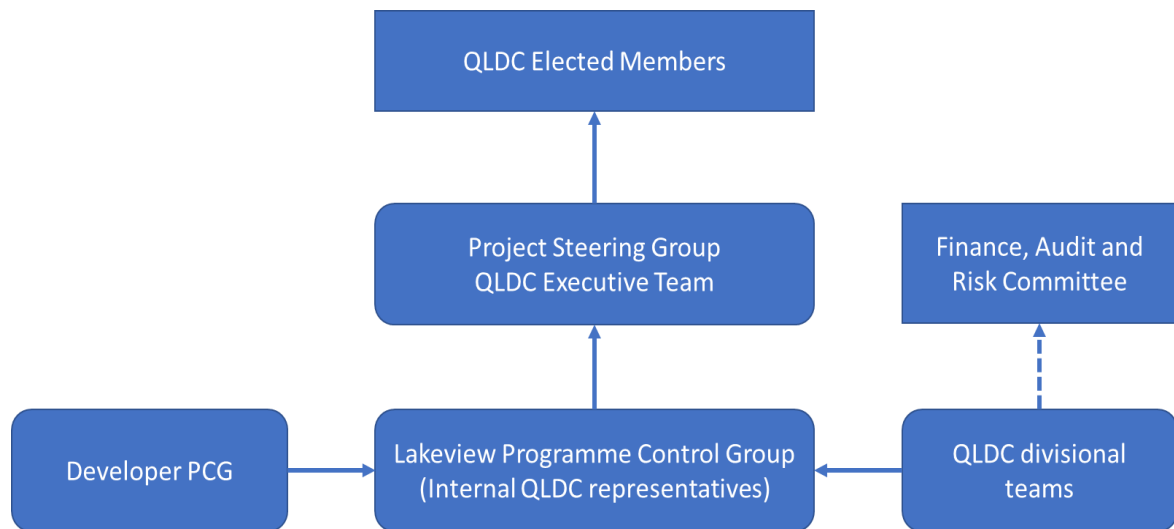 QLDC Elected Members
Project Steering Group
QLDC Executive Team
Finance, Audit and
Risk Committee
Developer PCG
Lakeview Programme Control Group
(Internal QLDC representatives)
QLDC divisional
teams